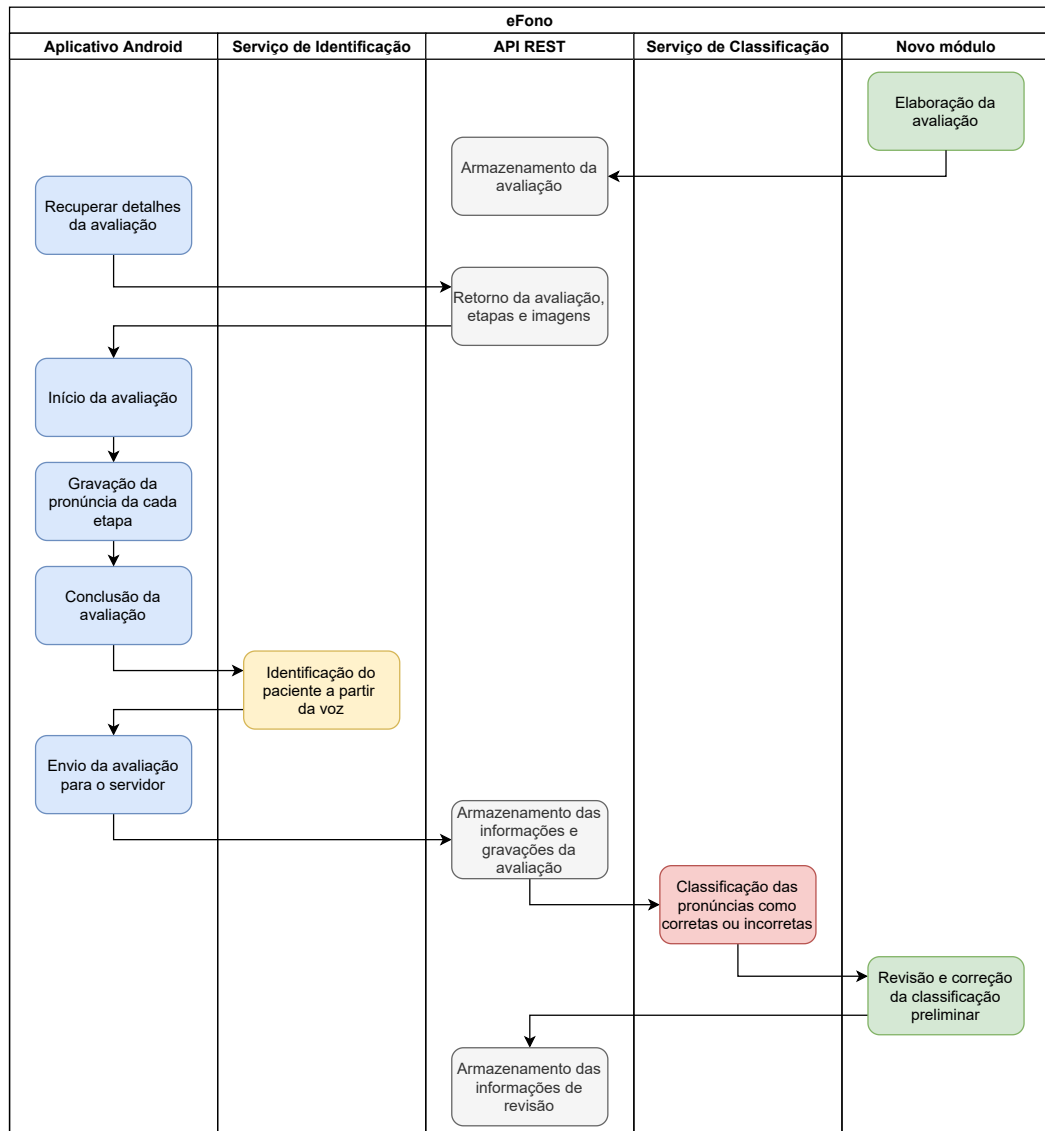 eFono
Aplicativo Android
Serviço de Identificação
API REST
Serviço de Classificação
Novo módulo
Elaboração da
avaliação
Armazenamento da
avaliação
Recuperar detalhes
da avaliação
Retorno da avaliação,
etapas e imagens
Início da avaliação
Gravação da
pronúncia da cada
etapa
Conclusão da
avaliação
Identificação do
paciente a partir
da voz
Envio da avaliação
para o servidor
Armazenamento das
informações e
gravações da
avaliação
Classificação das
pronúncias como
corretas ou incorretas
Revisão e correção
da classificação
preliminar
Armazenamento das
informações de
revisão